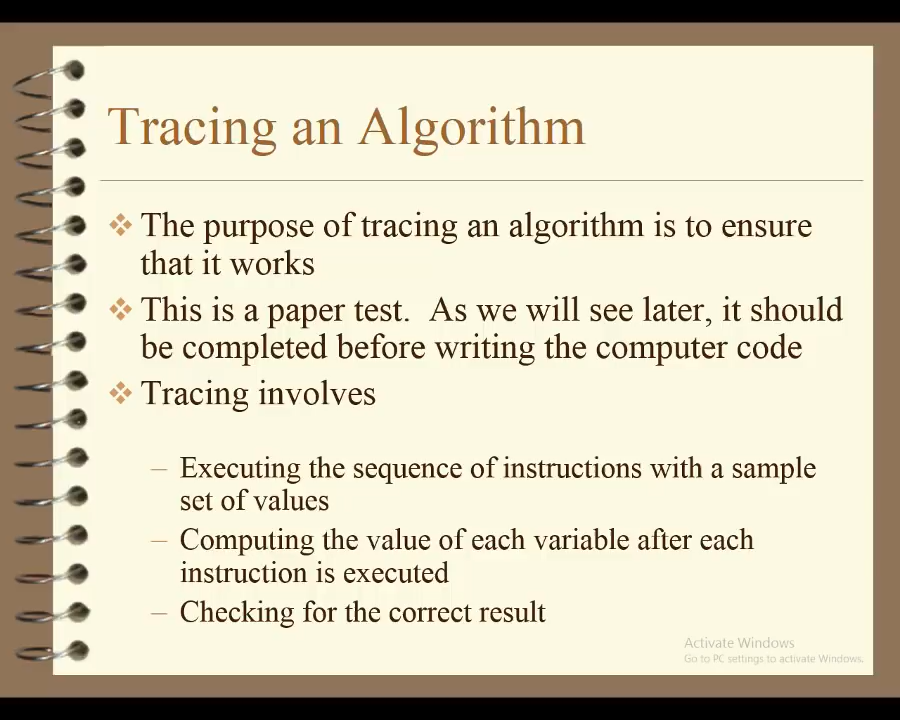 Tracing an Algorithm
❖ The purpose of tracing an algorithm is to ensure
that it works
❖ This is a paper test.  As we will see later, it should
be completed before writing the computer code
❖ Tracing involves
– Executing the sequence of instructions with a sample
set of values
– Computing the value of each variable after each
instruction is executed
– Checking for the correct result
Activate Windows
Go to PC settings to activate Windows.